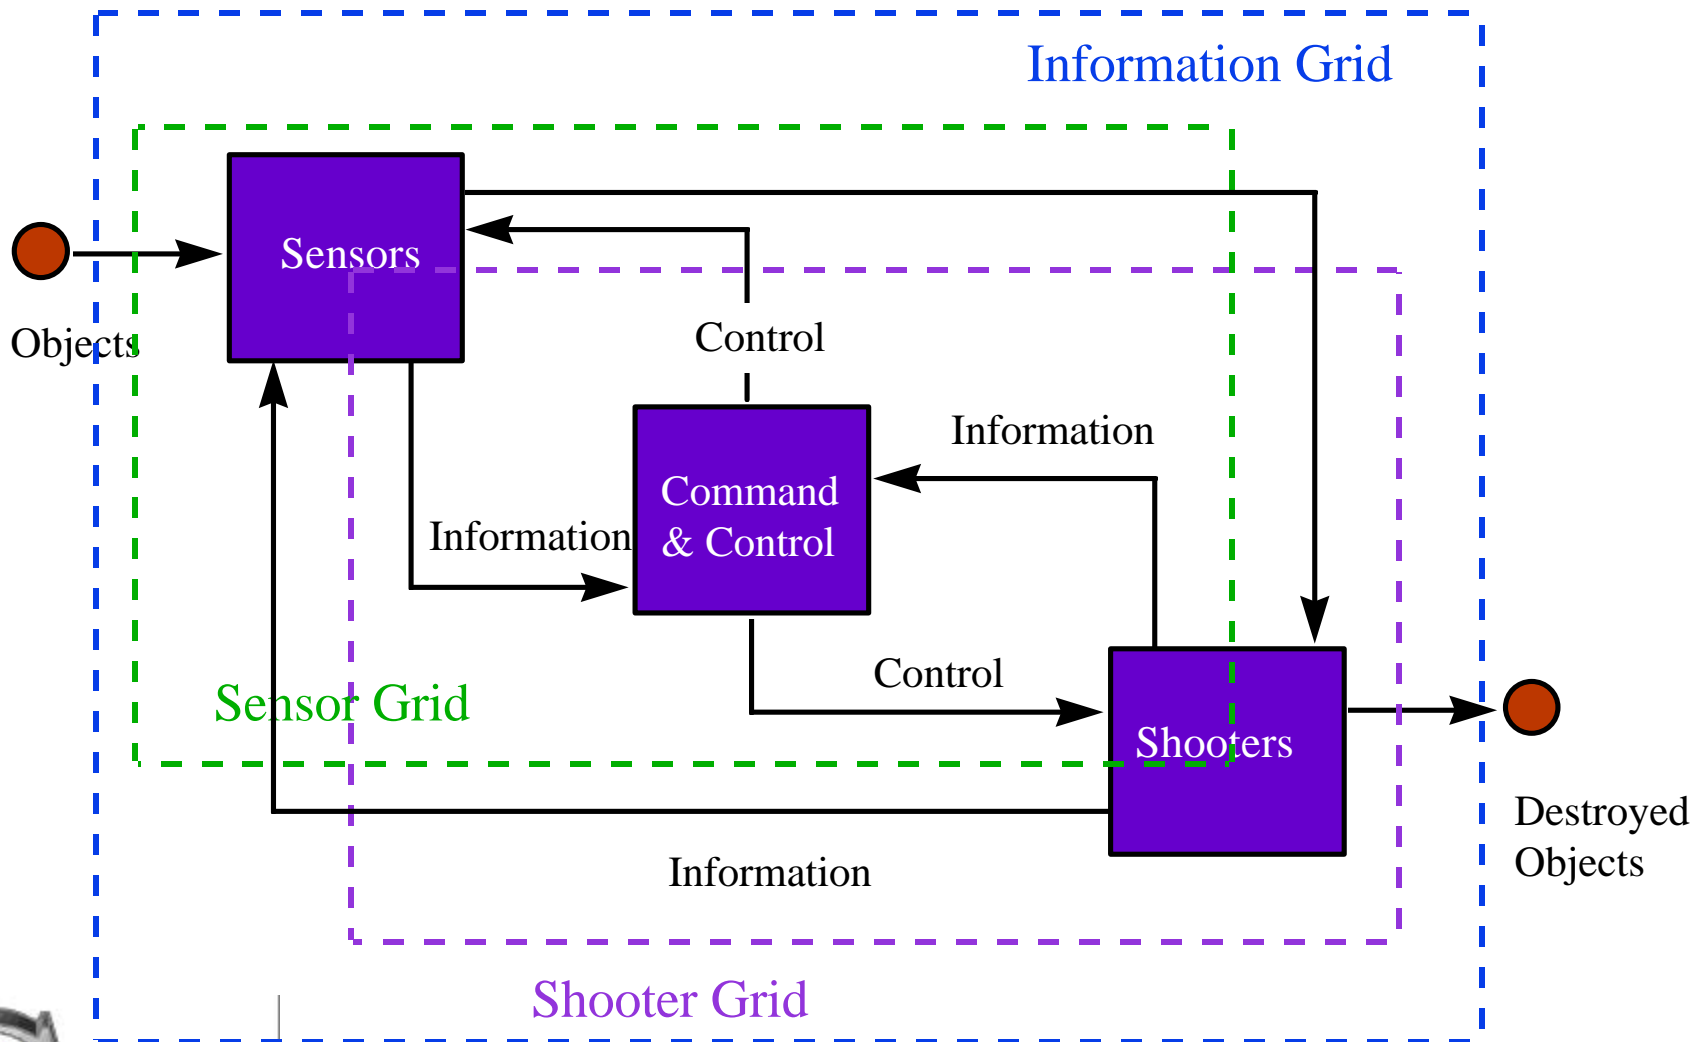 Information Grid
Sensors
Objects
Control
Information
Command
& Control
Information
Control
Sensor Grid
Shooters
Destroyed
Objects
Information
Shooter Grid